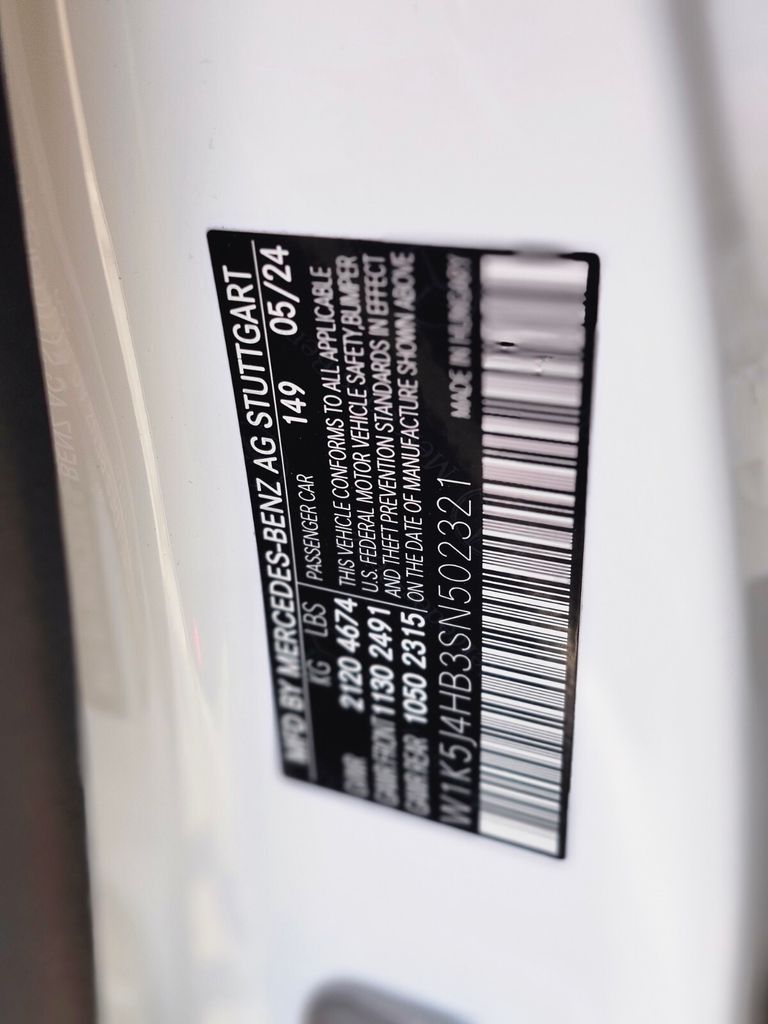 MFD BY MERCEDES-BENZ AG STUTTGART
KG LBS PASSENGER CAR 149 05/24
GVWR 2120 4674 THIS VEHICLE CONFORMS TO ALL APPLICABLE
GAWR FRONT 1130 2491 U.S. FEDERAL MOTOR VEHICLE SAFETY, BUMPER
GAWR REAR 1050 2315 AND THEFT PREVENTION STANDARDS IN EFFECT
ON THE DATE OF MANUFACTURE SHOWN ABOVE
W1K5J4HB3SN502321 MADE IN HUNGARY